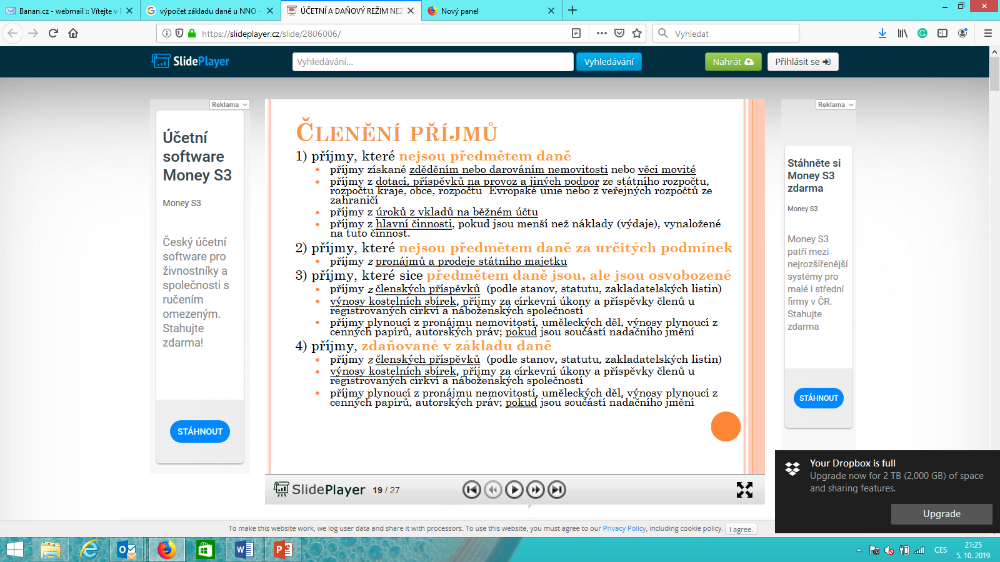 Banan.cz - webmail :: Vítejte v
výpočet základu daně u NNO -
ÚČETNÍ A DAŇOVÝ REŽIM NEZ
Nový panel
https://slideplayer.cz/slide/2806006/
Vyhledat
SlidePlayer
Vyhledávání...
Vyhledávání
Nahrát
Přihlásit se
Reklama
Účetní
software
Money S3
Money S3
Český účetní
software pro
živnostníky a
společnosti s
ručením
omezeným.
Stahujte
zdarma!
STÁHNOUT
Členění příjmů
1) příjmy, které nejsou předmětem daně
• příjmy získané zděděním nebo darováním nemovitosti nebo věci movité
• příjmy z dotací, příspěvků na provoz a jiných podpor ze státního rozpočtu,
rozpočtu kraje, obce, rozpočtu Evropské unie nebo z veřejných rozpočtů ze
zahraničí
• příjmy z úroků z vkladů na běžném účtu
• příjmy z hlavní činnosti, pokud jsou menší než náklady (výdaje), vynaložené
na tuto činnost.
2) příjmy, které nejsou předmětem daně za určitých podmínek
• příjmy z pronájmů a prodeje státního majetku
3) příjmy, které sice předmětem daně jsou, ale jsou osvobozené
• příjmy z členských příspěvků (podle stanov, statutu, zakladatelských listin)
• výnosy kostelních sbírek, příjmy za církevní úkony a příspěvky členů u
registrovaných církví a náboženských společností
• příjmy plynoucí z pronájmu nemovitostí, uměleckých děl, výnosy plynoucí z
cenných papírů, autorských práv; pokud jsou součástí nadačního jmění
4) příjmy, zdaňované v základu daně
• příjmy z členských příspěvků (podle stanov, statutu, zakladatelských listin)
• výnosy kostelních sbírek, příjmy za církevní úkony a příspěvky členů u
registrovaných církví a náboženských společností
• příjmy plynoucí z pronájmu nemovitostí, uměleckých děl, výnosy plynoucí z
cenných papírů, autorských práv; pokud jsou součástí nadačního jmění
SlidePlayer 19 / 27
Reklama
Stáhněte si
Money S3
zdarma
Money S3
Money S3
patří mezi
nejrozšířenější
systémy pro
malé i střední
firmy v ČR.
Stahujte
zdarma
STÁHNOUT
Your Dropbox is full
Upgrade now for 2 TB (2,000 GB) of space
and sharing features.
Upgrade
To make this website work, we log user data and share it with processors. To use this website, you must agree to our Privacy Policy, including cookie policy.
I agree.
CES
21:25
5. 10. 2019